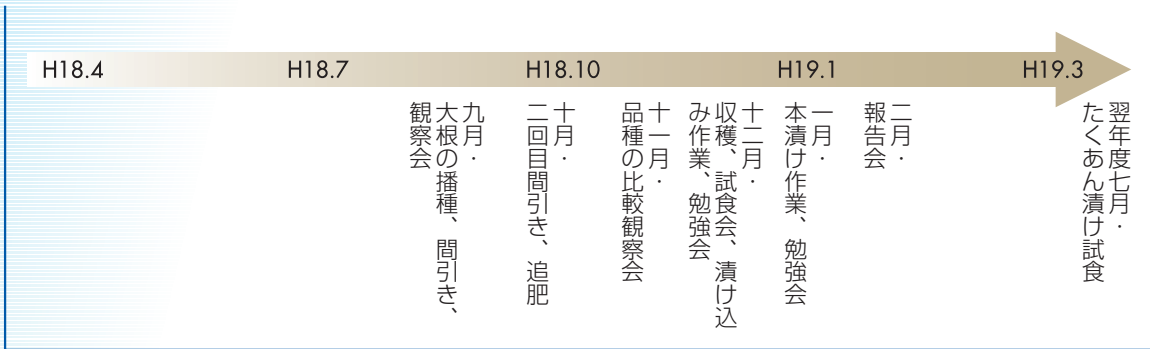 H18.4
H18.7
H18.10
H19.1
H19.3
九月・
大根の播種、間引き、
観察会
十月・
二回目間引き、追肥
十一月・
品種の比較観察会
十二月・
収穫、試食会、漬け込
み作業、勉強会
一月・
本漬け作業、勉強会
二月・
報告会
翌年度七月・
たくあん漬け試食